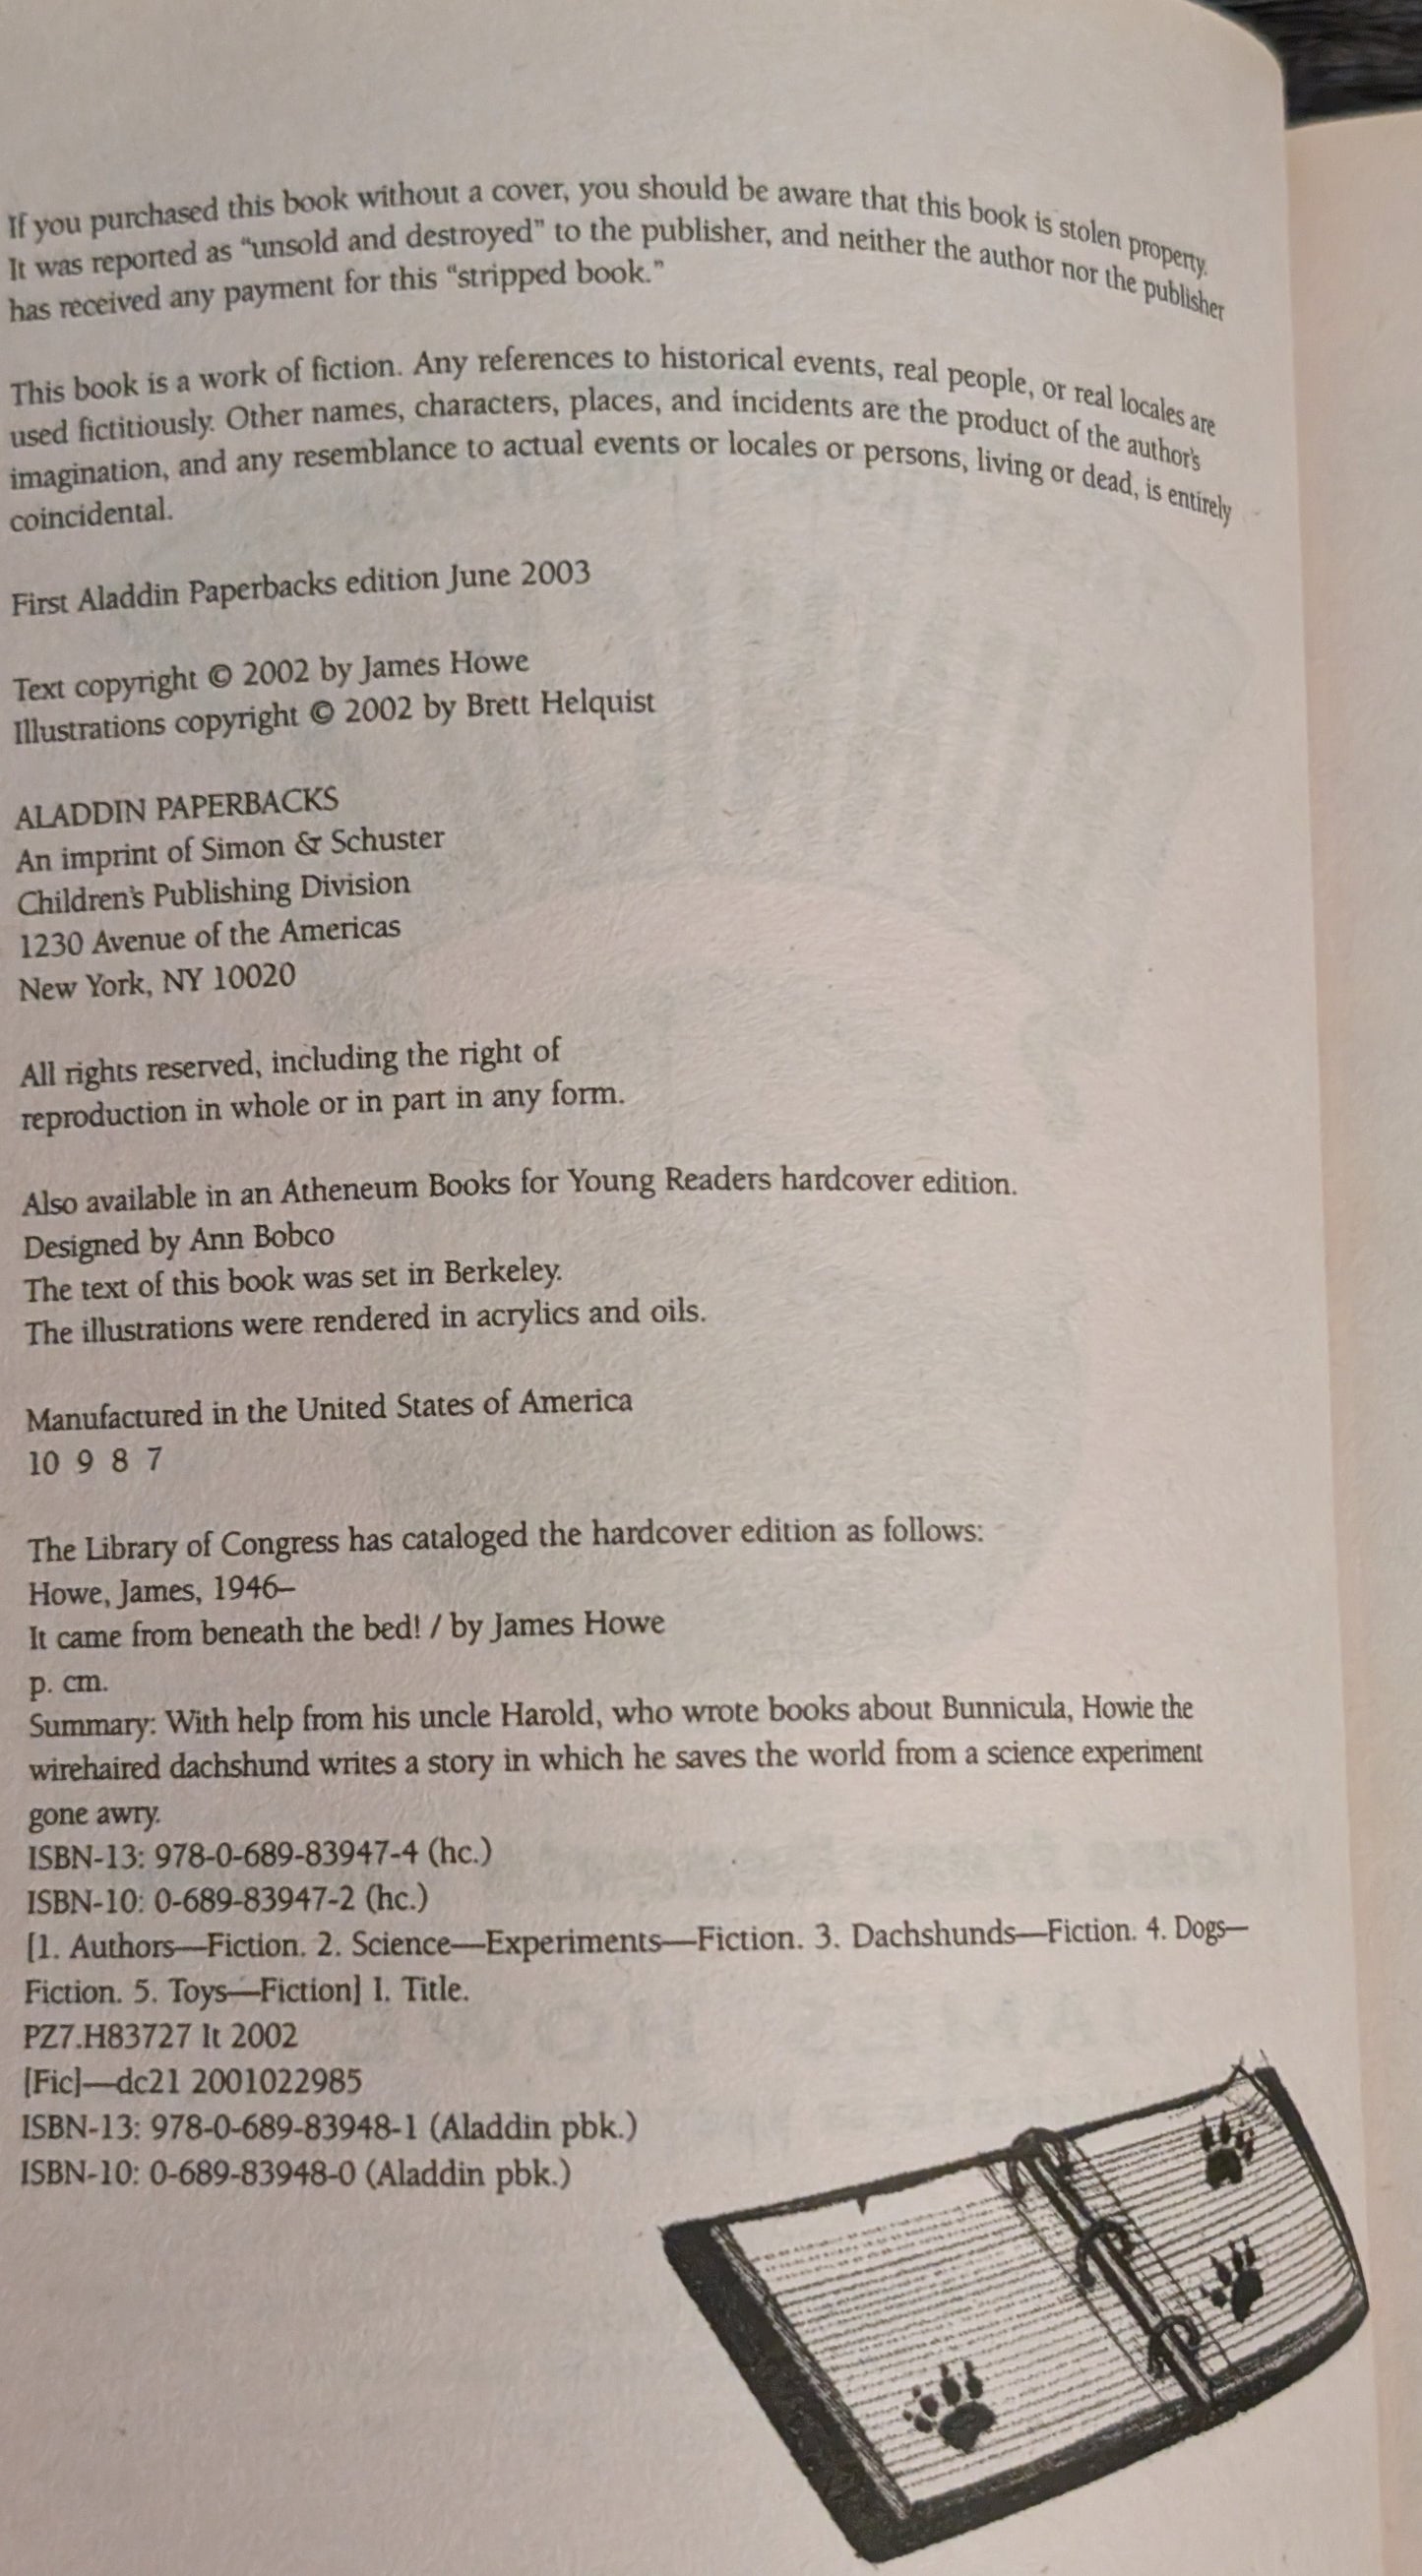 If you purchased this book without a cover, you should be aware that this book is stolen property.
It was reported as “unsold and destroyed” to the publisher, and neither the author nor the publisher
has received any payment for this “stripped book.”
This book is a work of fiction. Any references to historical events, real people, or real locales are
used fictitiously. Other names, characters, places, and incidents are the product of the author's
imagination, and any resemblance to actual events or locales or persons, living or dead, is entirely
coincidental.
First Aladdin Paperbacks edition June 2003
Text copyright © 2002 by James Howe
Illustrations copyright © 2002 by Brett Helquist
ALADDIN PAPERBACKS
An imprint of Simon & Schuster
Children's Publishing Division
1230 Avenue of the Americas
New York, NY 10020
All rights reserved, including the right of
reproduction in whole or in part in any form.
Also available in an Atheneum Books for Young Readers hardcover edition.
Designed by Ann Bobco
The text of this book was set in Berkeley.
The illustrations were rendered in acrylics and oils.
Manufactured in the United States of America
10 9 8 7
The Library of Congress has cataloged the hardcover edition as follows:
Howe, James, 1946–
It came from beneath the bed! / by James Howe
p. cm.
Summary: With help from his uncle Harold, who wrote books about Bunnicula, Howie the
wirehaired dachshund writes a story in which he saves the world from a science experiment
gone awry.
ISBN-13: 978-0-689-83947-4 (hc.)
ISBN-10: 0-689-83947-2 (hc.)
[1. Authors—Fiction. 2. Science—Experiments—Fiction. 3. Dachshunds—Fiction. 4. Dogs—
Fiction. 5. Toys—Fiction] I. Title.
PZ7.H83727 It 2002
[Fic]—dc21 2001022985
ISBN-13: 978-0-689-83948-1 (Aladdin pbk.)
ISBN-10: 0-689-83948-0 (Aladdin pbk.)